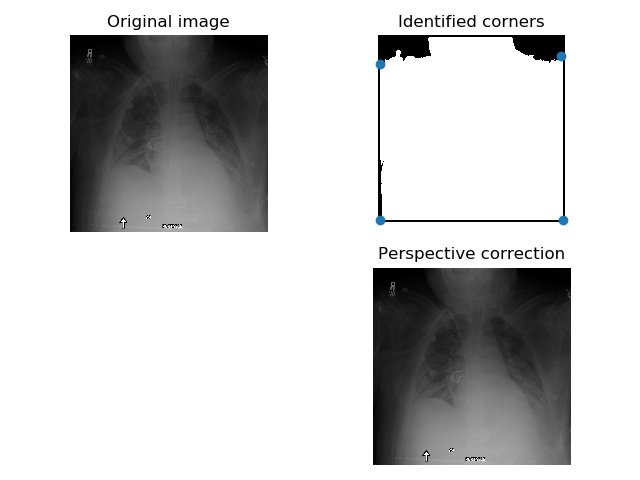 Original image
Identified corners
Perspective correction